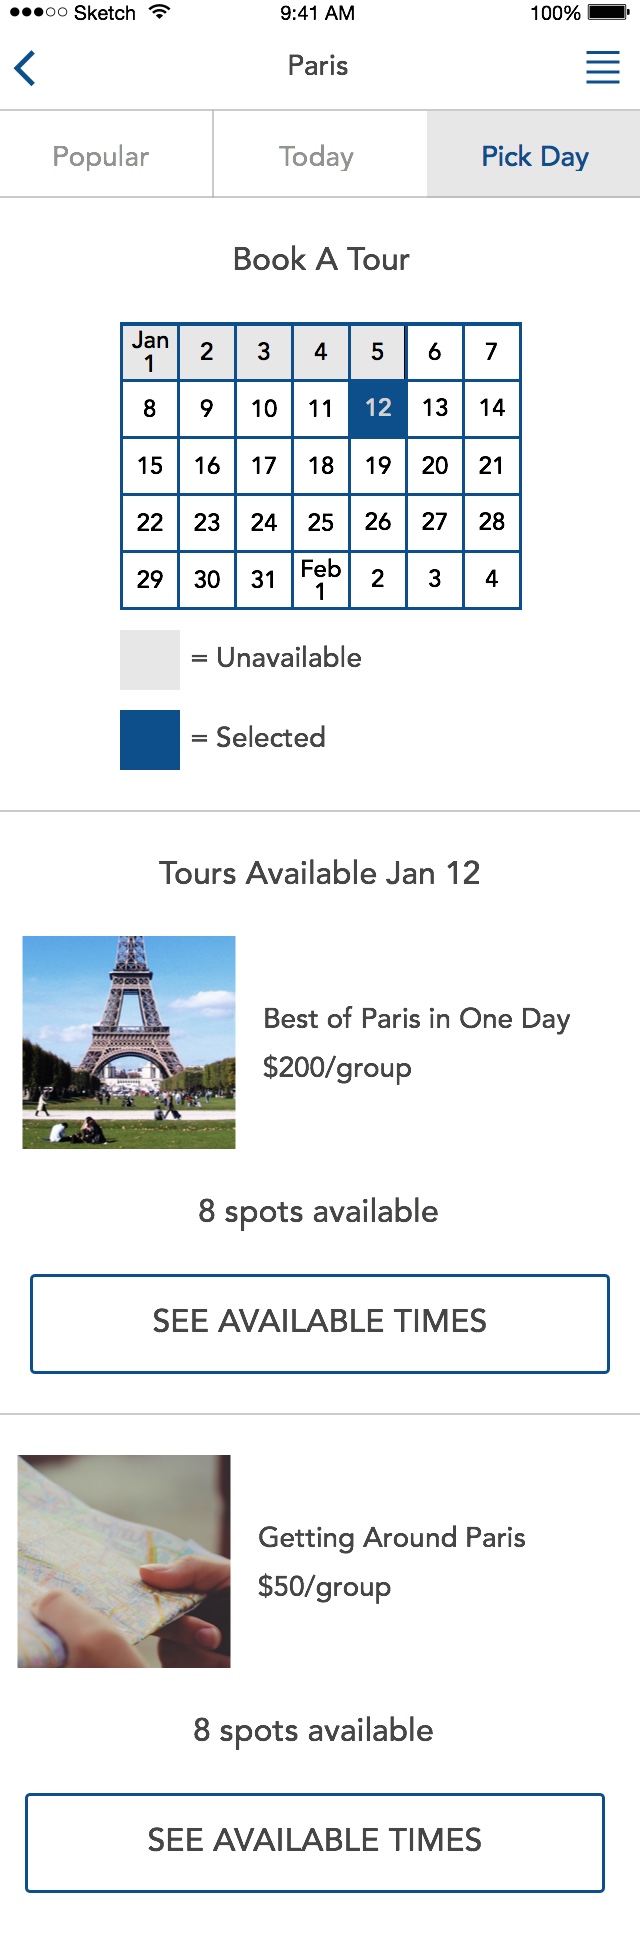 Sketch 9:41 AM 100%
Paris
Popular Today Pick Day
Book A Tour
Jan 1 2 3 4 5 6 7
8 9 10 11 12 13 14
15 16 17 18 19 20 21
22 23 24 25 26 27 28
29 30 31 Feb 1 2 3 4
= Unavailable
= Selected
Tours Available Jan 12
Best of Paris in One Day
$200/group
8 spots available
SEE AVAILABLE TIMES
Getting Around Paris
$50/group
8 spots available
SEE AVAILABLE TIMES